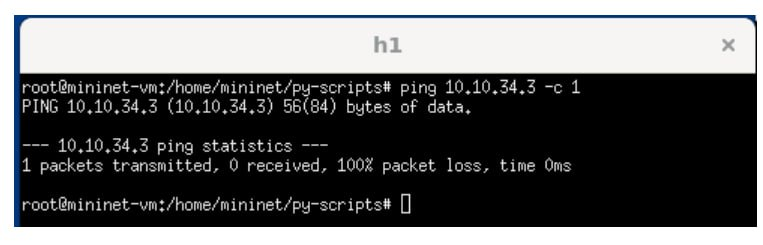 h1
×
root@mininet-vm:/home/mininet/py-scripts# ping 10.10.34.3 -c 1
PING 10.10.34.3 (10.10.34.3) 56(84) bytes of data.
--- 10.10.34.3 ping statistics ---
1 packets transmitted, 0 received, 100% packet loss, time 0ms
root@mininet-vm:/home/mininet/py-scripts#